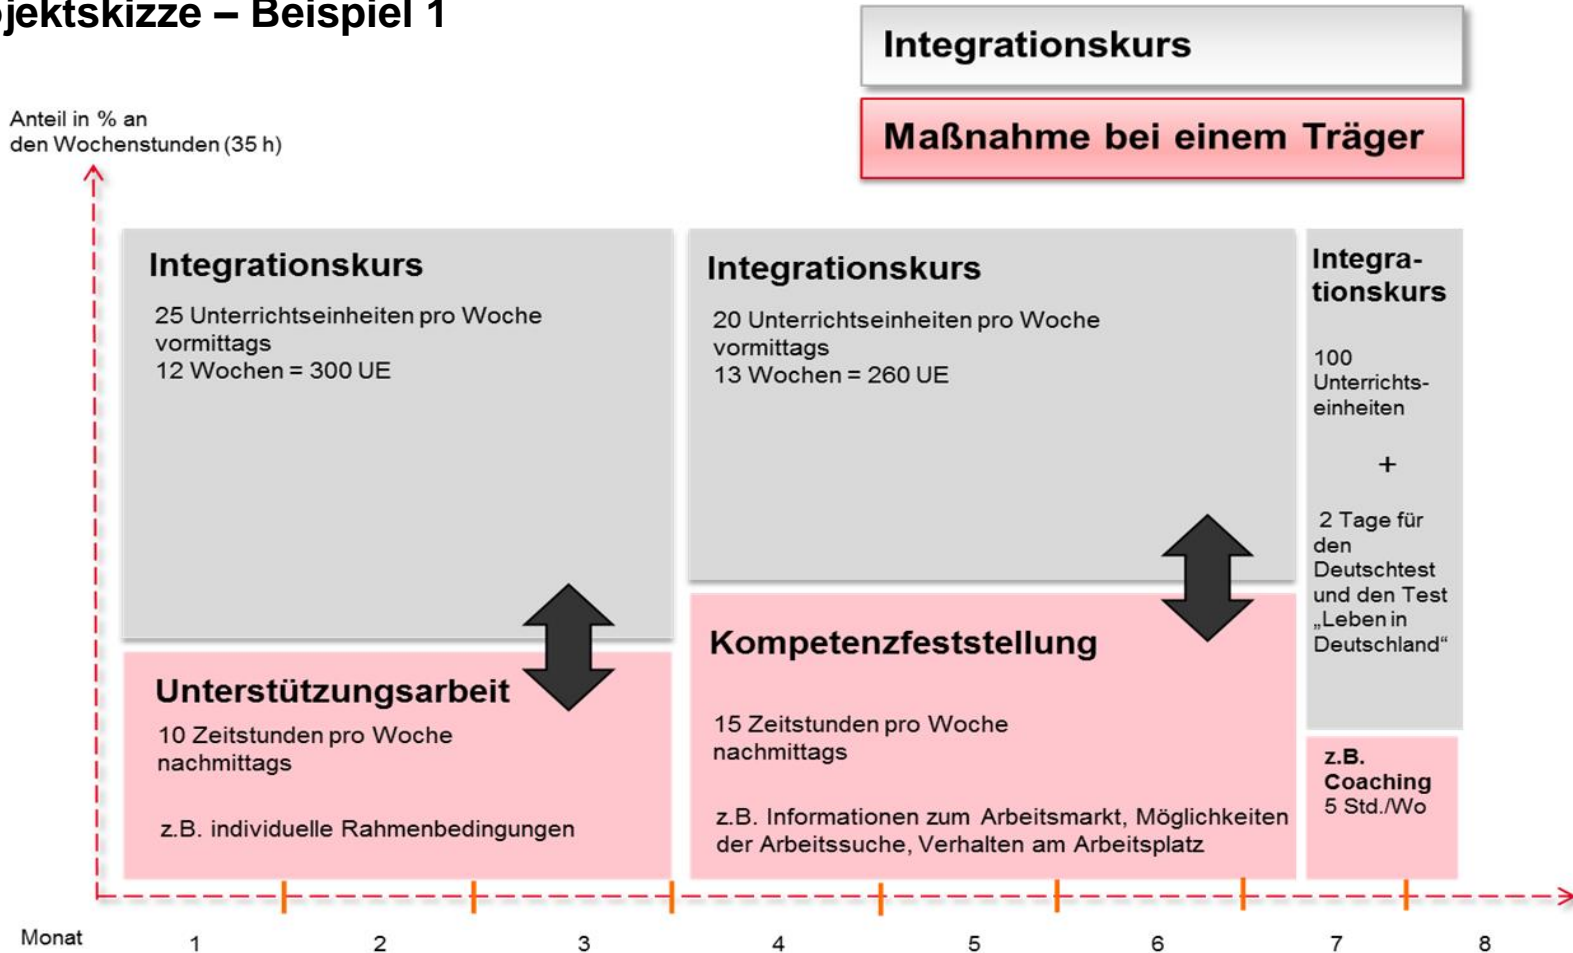 jektskizze – Beispiel 1
Integrationskurs
Maßnahme bei einem Träger
Anteil in % an
den Wochenstunden (35 h)
Integrationskurs
25 Unterrichtseinheiten pro Woche
vormittags
12 Wochen = 300 UE
Unterstützungsarbeit
10 Zeitstunden pro Woche
nachmittags
z.B. individuelle Rahmenbedingungen
Integrationskurs
20 Unterrichtseinheiten pro Woche
vormittags
13 Wochen = 260 UE
Kompetenzfeststellung
15 Zeitstunden pro Woche
nachmittags
z.B. Informationen zum Arbeitsmarkt, Möglichkeiten
der Arbeitssuche, Verhalten am Arbeitsplatz
Integra-
tionskurs
100
Unterrichts-
einheiten
+
2 Tage für
den
Deutschtest
und den Test
„Leben in
Deutschland“
z.B.
Coaching
5 Std./Wo
Monat 1 2 3 4 5 6 7 8